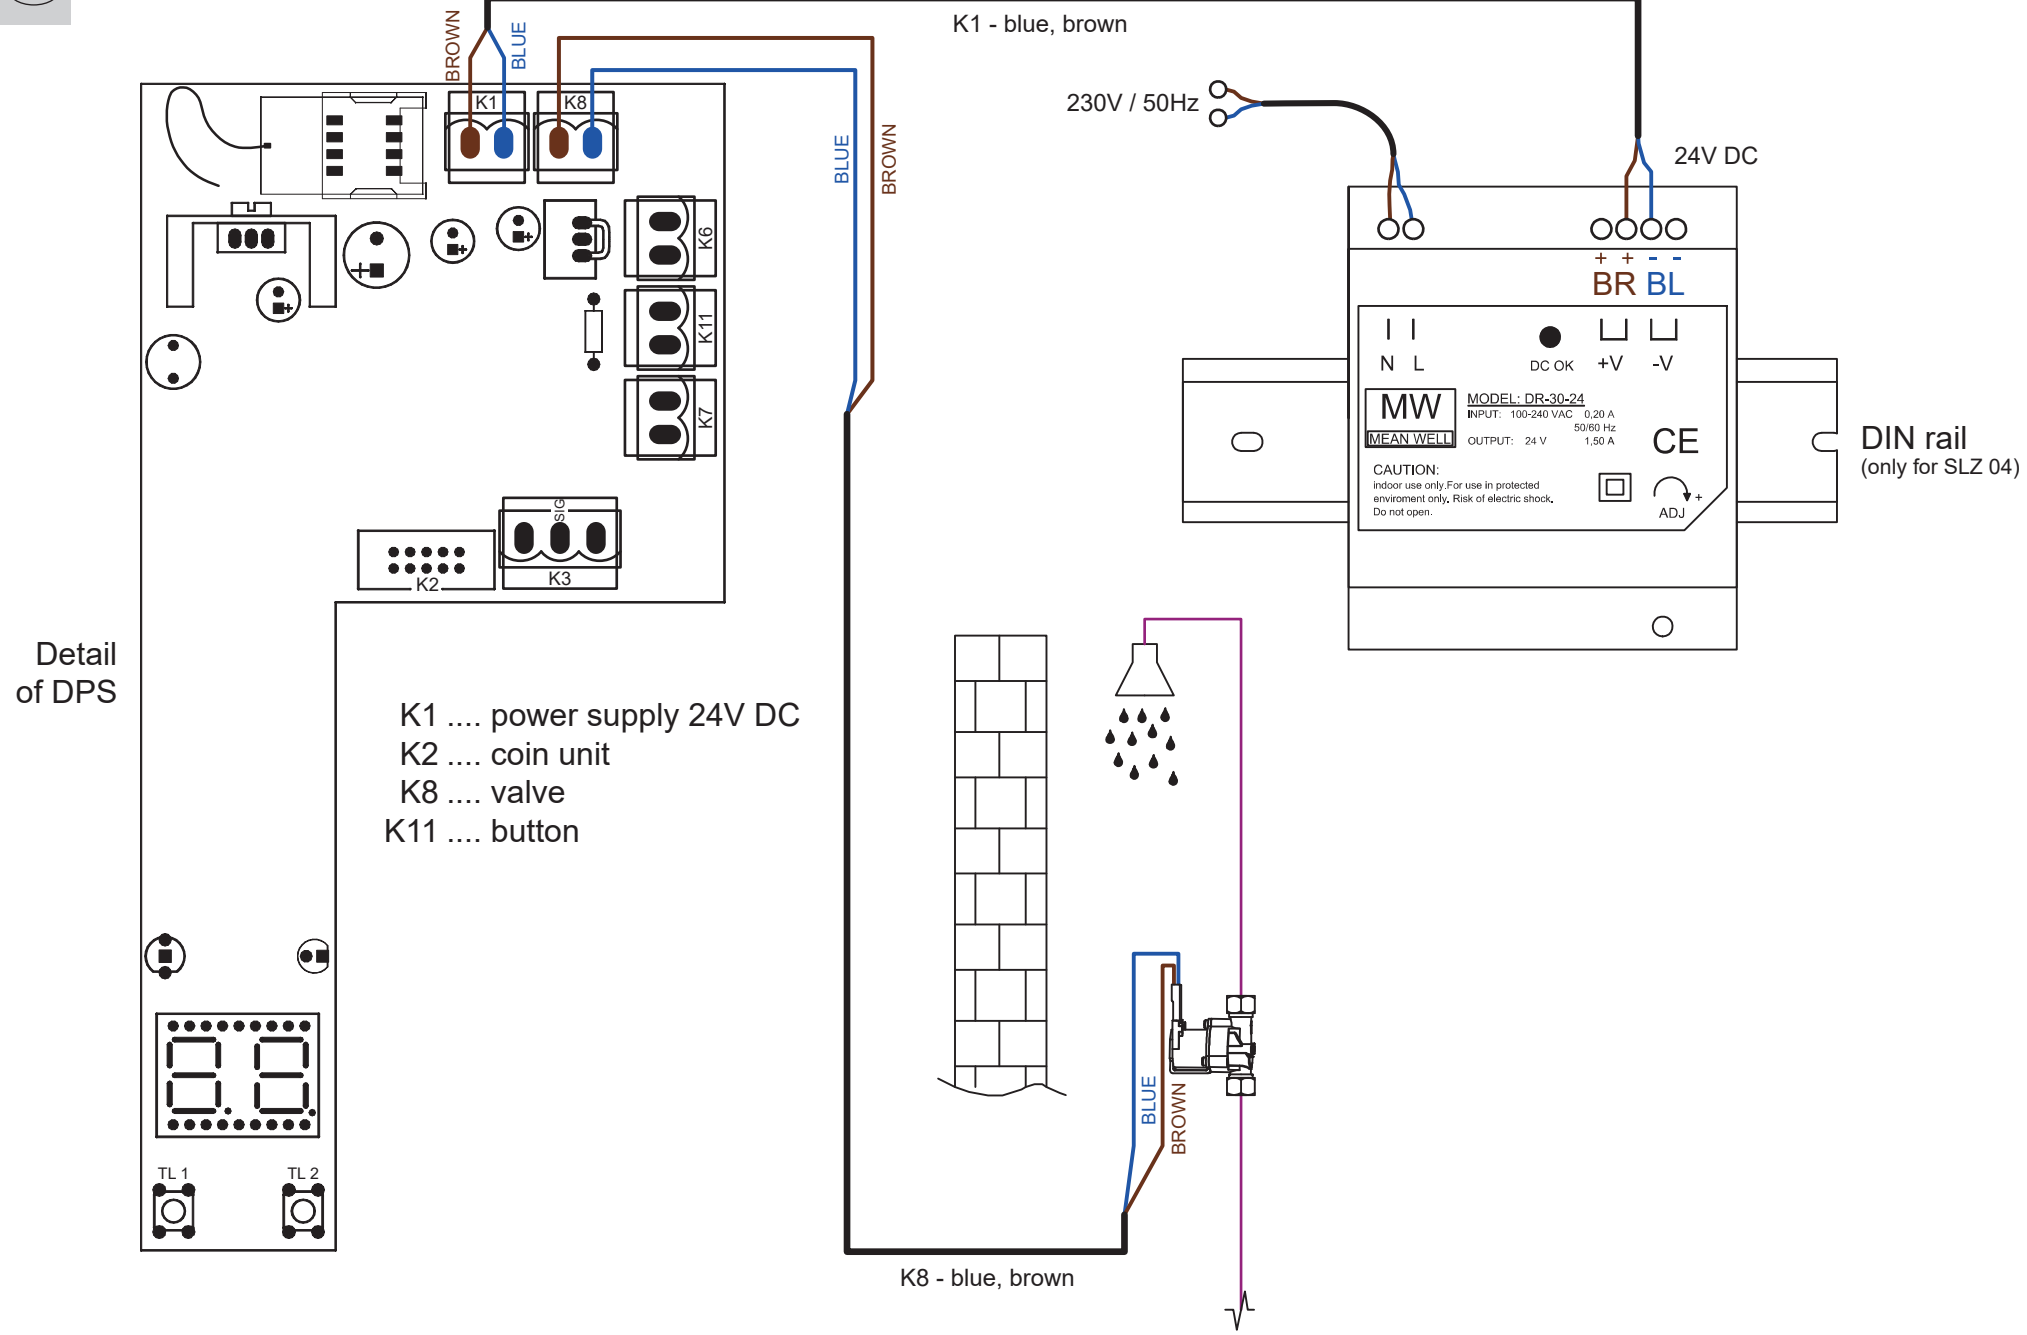 K1 - blue, brown
BROWN
BLUE
K1
K8
BLUE
BROWN
230V / 50Hz
24V DC
+ + - -
BR BL
K6
K11
K7
N L
DC OK
+V
-V
MW
MEAN WELL
MODEL: DR-30-24
INPUT: 100-240 VAC 0,20 A
50/60 Hz
OUTPUT: 24 V 1,50 A
CE
CAUTION:
indoor use only.For use in protected
enviroment only. Risk of electric shock.
Do not open.
+
ADJ
DIN rail
(only for SLZ 04)
SIG
K2
K3
Detail
of DPS
K1 .... power supply 24V DC
K2 .... coin unit
K8 .... valve
K11 .... button
BLUE
BROWN
TL 1
TL 2
K8 - blue, brown